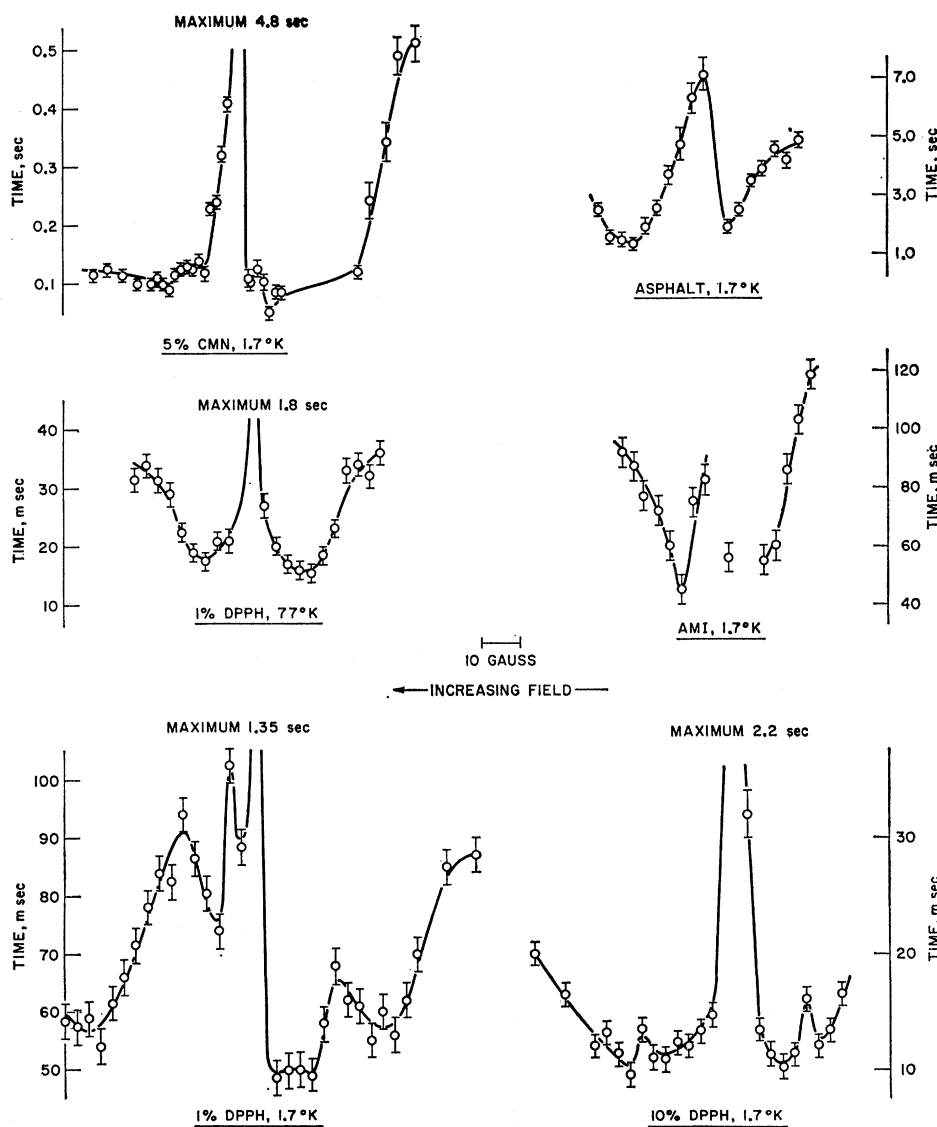 MAXIMUM 4.8 sec
TIME, sec
0.5
0.4
0.3
0.2
0.1
5% CMN, 1.7°K
7.0
5.0
3.0
1.0
TIME, sec
ASPHALT, 1.7°K
MAXIMUM 1.8 sec
TIME, m sec
40
30
20
10
1% DPPH, 77°K
120
100
80
60
40
TIME, m sec
AMI, 1.7°K
10 GAUSS
INCREASING FIELD
MAXIMUM 1.35 sec
TIME, m sec
100
90
80
70
60
50
1% DPPH, 1.7°K
MAXIMUM 2.2 sec
30
20
10
TIME, m sec
10% DPPH, 1.7°K